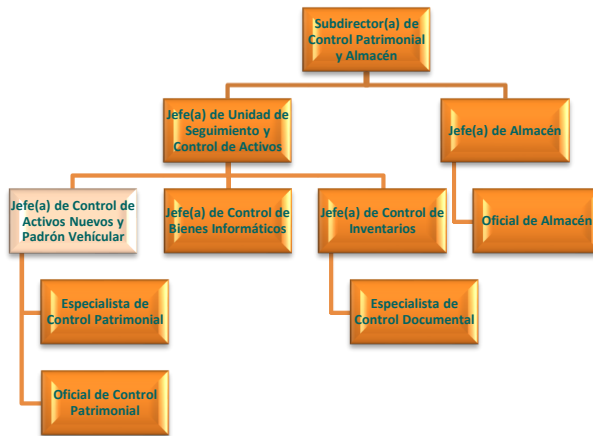 Subdirector(a) de
Control Patrimonial
y Almacén
Jefe(a) de Unidad de
Seguimiento y
Control de Activos
Jefe(a) de Almacén
Jefe(a) de Control de
Activos Nuevos y
Padrón Vehícular
Jefe(a) de Control de
Bienes Informáticos
Jefe(a) de Control de
Inventarios
Oficial de Almacén
Especialista de
Control Patrimonial
Especialista de
Control Documental
Oficial de Control
Patrimonial